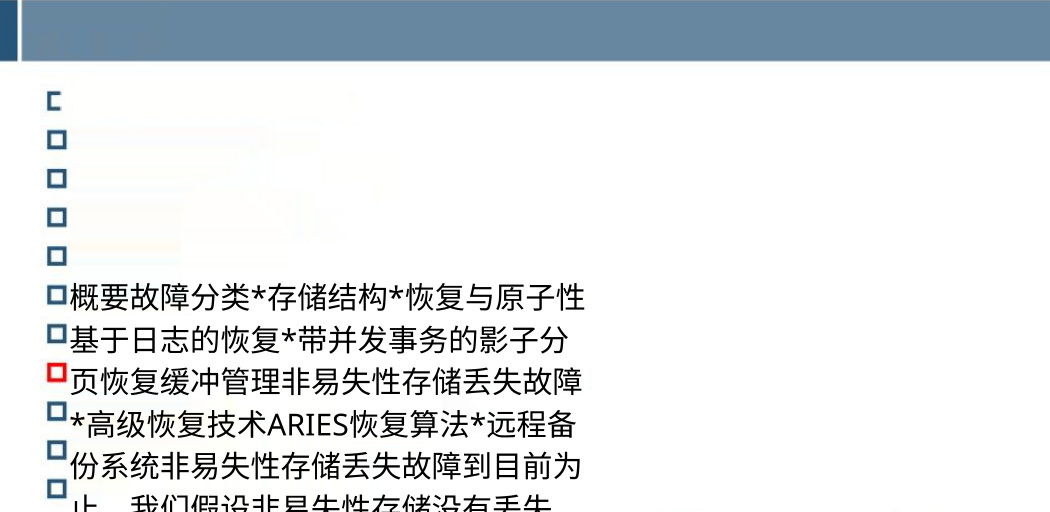 概要故障分类*存储结构*恢复与原子性
基于日志的恢复*带并发事务的影子分
页恢复缓冲管理非易失性存储丢失故障
*高级恢复技术ARIES恢复算法*远程备
份系统非易失性存储丢失故障到目前为
止，我们假设非易失性存储没有丢失